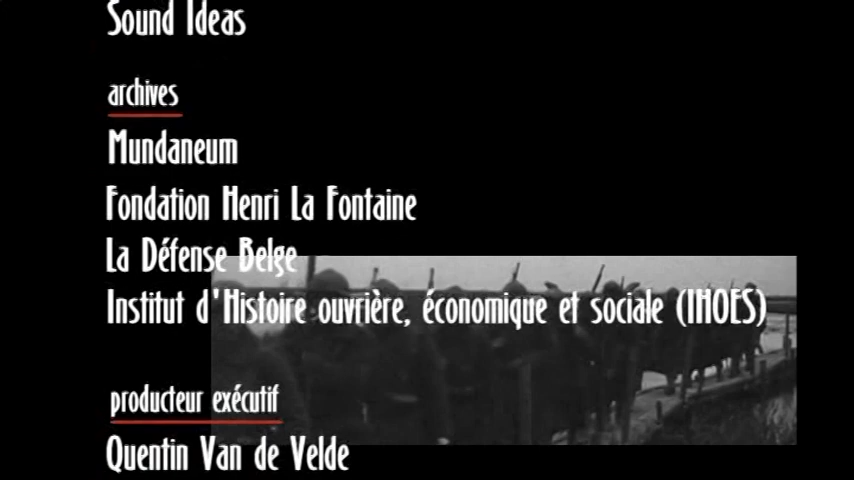 Sound Ideas
archives
Mundaneum
Fondation Henri La Fontaine
La Défense Belge
Institut d'Histoire ouvrière, économique et sociale (IHOES)
producteur exécutif
Quentin Van de Velde